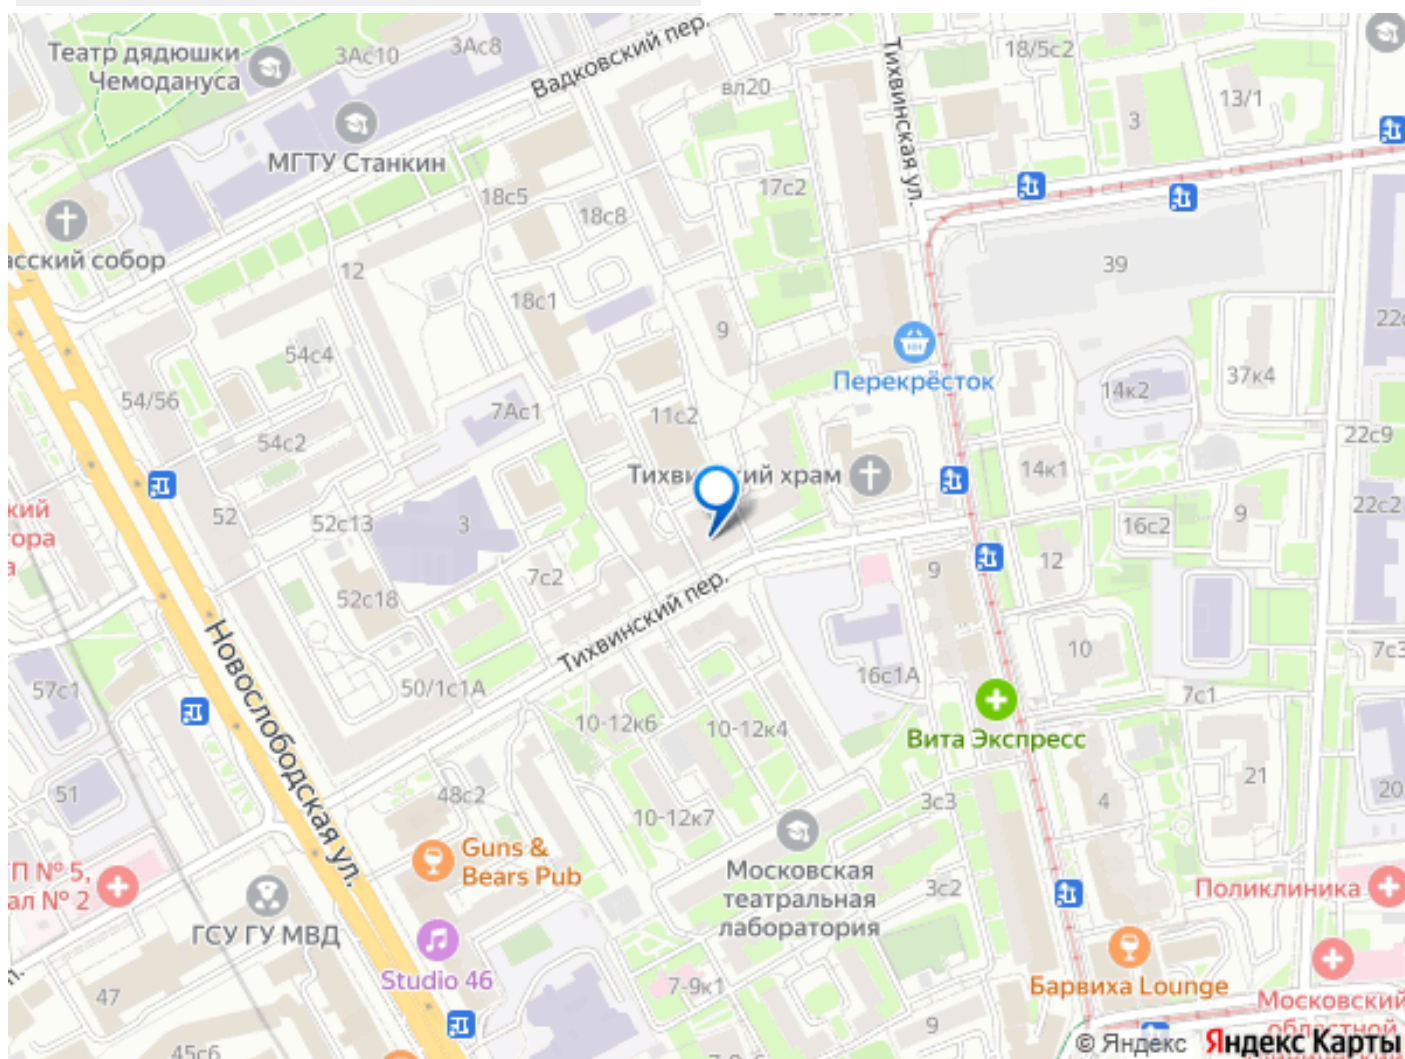 Театр дядюшки
Чемодануса
3Ас10
3Ас8
Вадковский пер.
вл20
Тихвинская ул.
18/5с2
13/1
3
МГТУ Станкин
18с5
18с8
17с2
асский собор
12
18с1
9
39
22с
54с4
Перекрёсток
14к2
37к4
54/56
7Ас1
11с2
54с2
22с9
Тихвинский храм
14к1
кий
ора
а
52
52с13
3
16с2
9
22с2
7с2
9
12
52с18
Тихвинский пер.
Новослободская ул.
10
7с3
57с1
50/1с1А
16с1А
7с1
10-12к6
10-12к4
Вита Экспресс
51
48с2
21
20
10-12к7
3с3
4
Guns &
Bears Pub
П № 5,
ал № 2
Московская
театральная
лаборатория
3с2
Поликлиника
ГСУ ГУ МВД
Studio 46
7-9к1
Барвиха Lounge
47
Московский
областной
9
45с6
© Яндекс Яндекс Карты